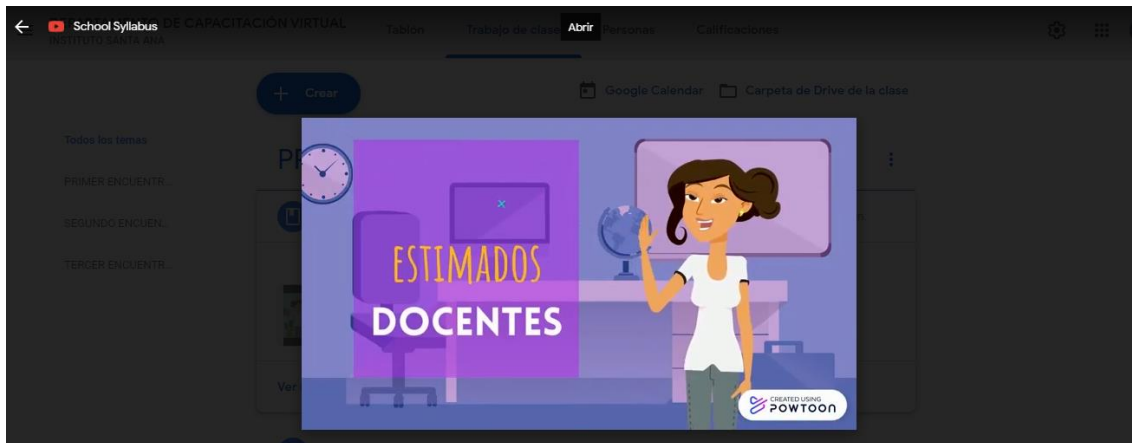 School Syllabus
DE CAPACITACIÓN VIRTUAL
INSTITUTO SANTA ANA
Tablón
Trabajo de clase
Abrir
Personas
Calificaciones
Crear
Google Calendar
Carpeta de Drive de la clase
Todos los temas
PRIMER ENCUENTR...
SEGUNDO ENCUEN...
TERCER ENCUENTR...
ESTIMADOS
DOCENTES
Ver
CREATED USING
POWTOON